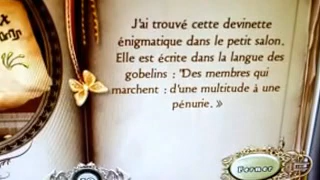 J'ai trouvé cette devinette
énigmatique dans le petit salon.
Elle est écrite dans la langue des
gobelins : "Des membres qui
marchent : d'une multitude à une
pénurie. »
Fermer